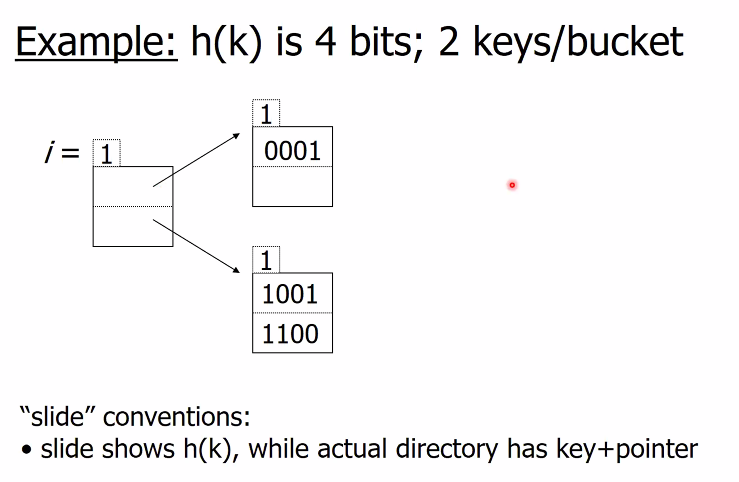 Example: h(k) is 4 bits; 2 keys/bucket
i = 1
1
0001
1
1001
1100
“slide” conventions:
• slide shows h(k), while actual directory has key+pointer